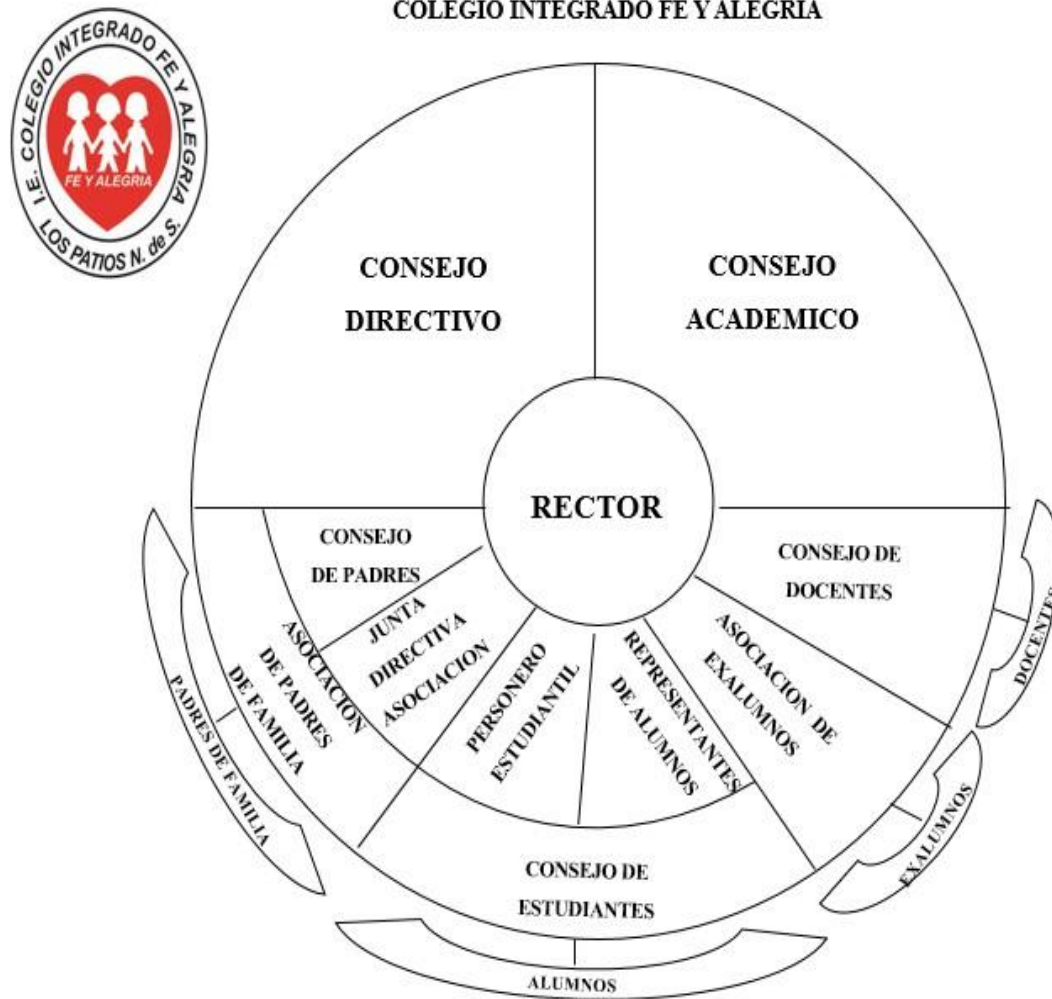 COLEGIO INTEGRADO FE Y ALEGRIA
I.E. COLEGIO INTEGRADO FE Y ALEGRIA
FE Y ALEGRIA
LOS PATIOS N. de S.
CONSEJO
DIRECTIVO
CONSEJO
ACADEMICO
RECTOR
CONSEJO
DE PADRES
JUNTA
DIRECTIVA
ASOCIACION
ASOCIACION
DE PADRES
DE FAMILIA
PERSONERO
ESTUDIANTIL
REPRESENTANTES
DE ALUMNOS
ASOCIACION DE
EXALUMNOS
CONSEJO DE
DOCENTES
CONSEJO DE
ESTUDIANTES
PADRES DE FAMILIA
ALUMNOS
EXALUMNOS
DOCENTES